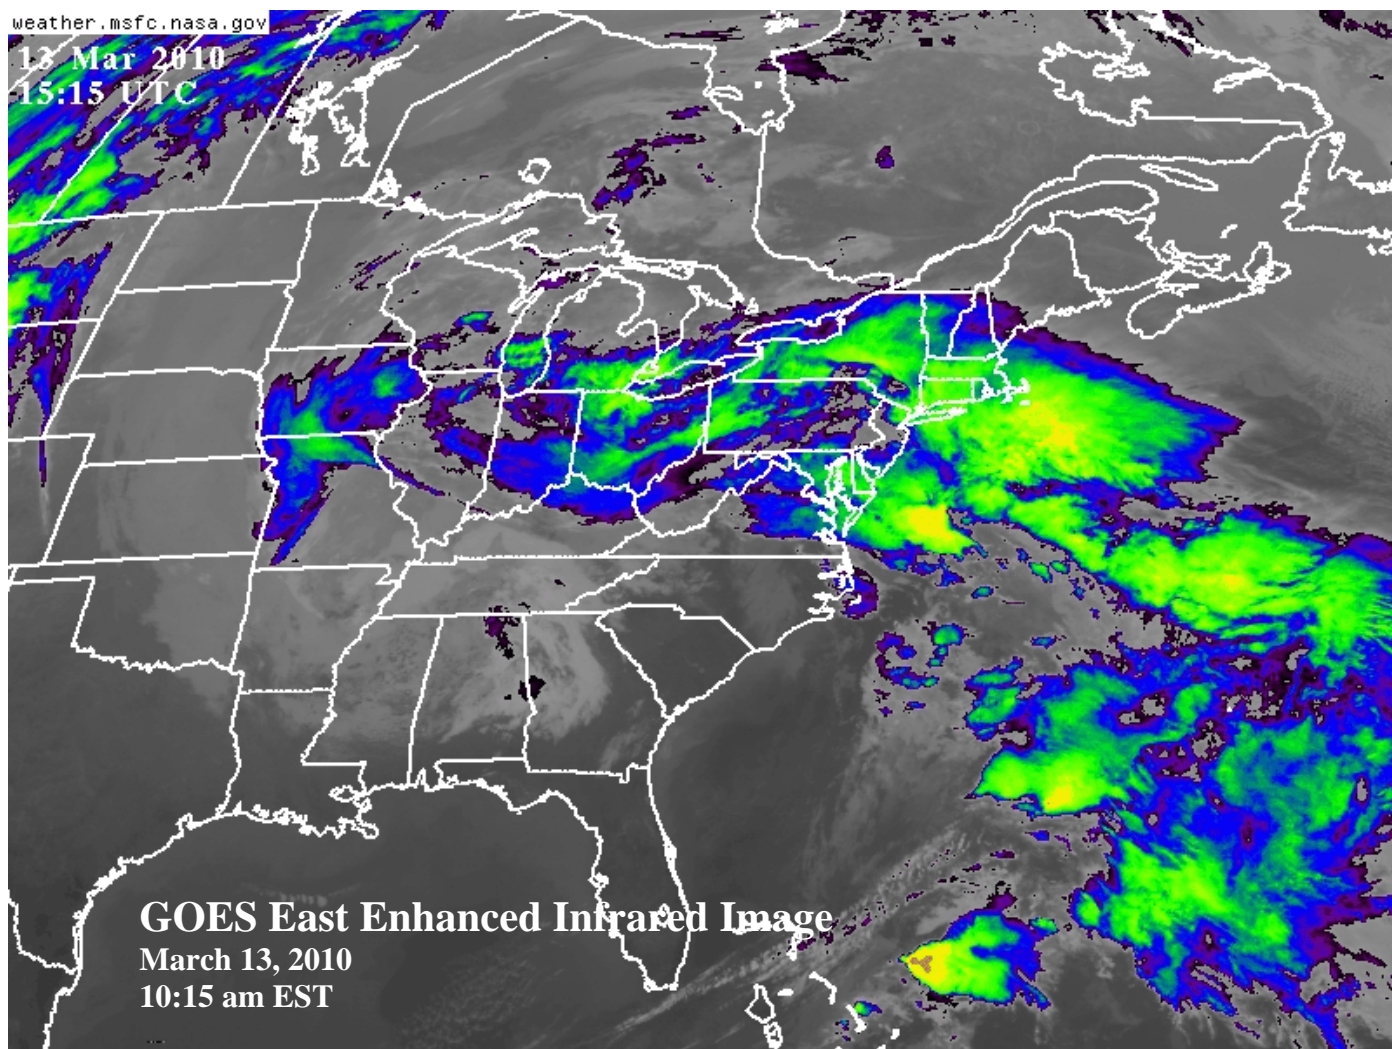 weather.msfc.nasa.gov
13 Mar 2010
15:15 UTC
GOES East Enhanced Infrared Image
March 13, 2010
10:15 am EST